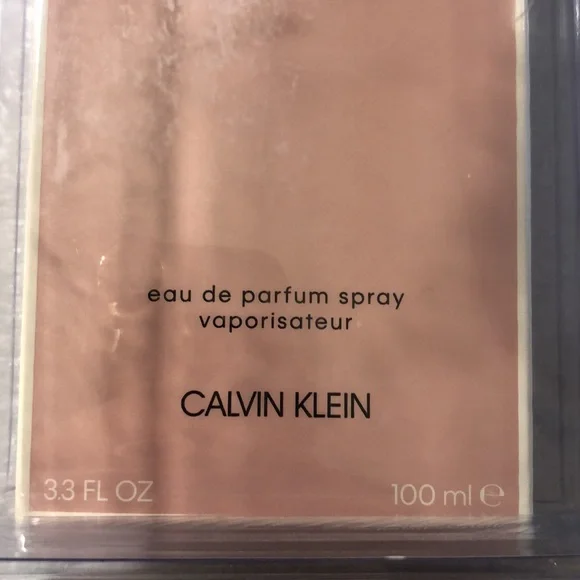 eau de parfum spray
vaporisateur
CALVIN KLEIN
3.3 FL OZ 100 ml ℮